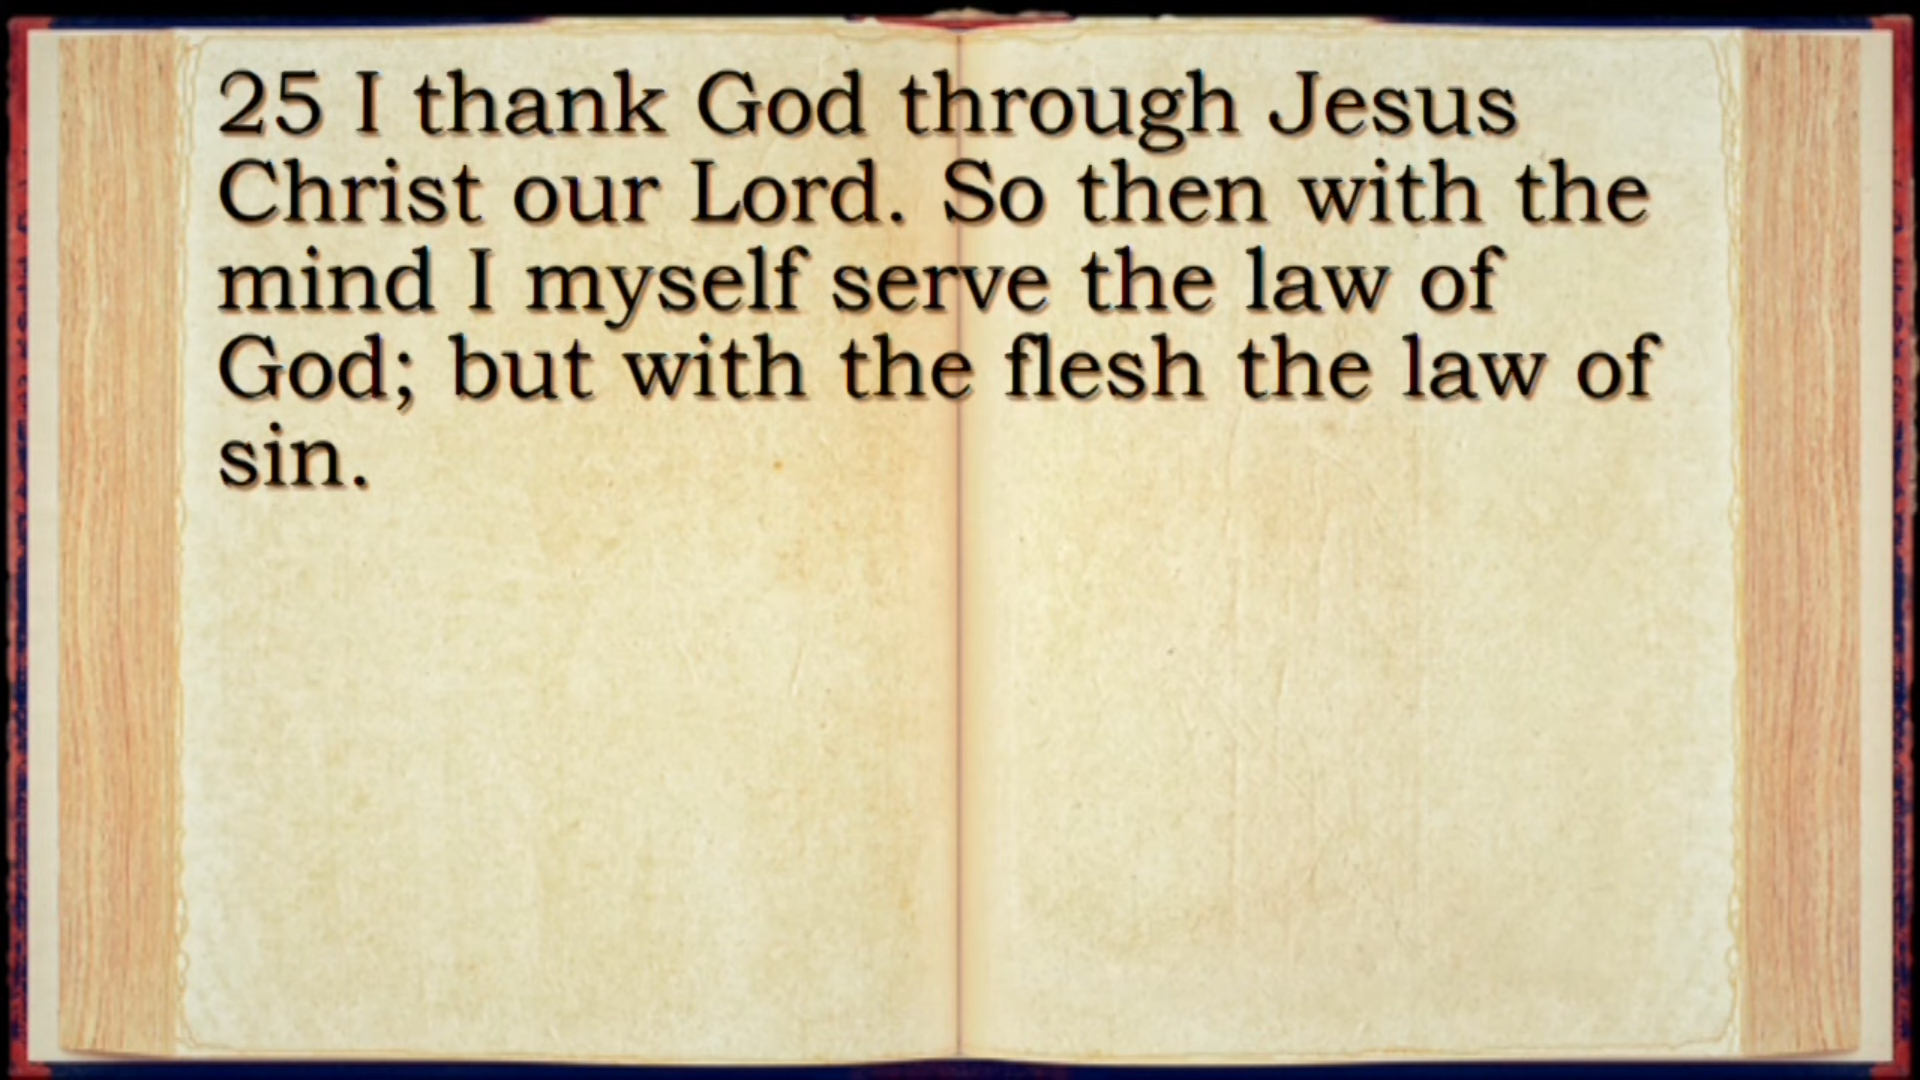 25 I thank God through Jesus
Christ our Lord. So then with the
mind I myself serve the law of
God; but with the flesh the law of
sin.